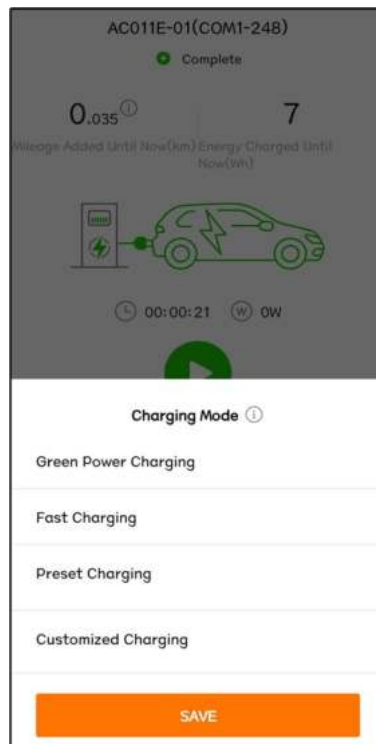 AC011E-01(COM1-248)
Complete
0.035 7
Mileage Added Until Now(km) Energy Charged Until
Now(Wh)
00:00:21 W 0W
Charging Mode
Green Power Charging
Fast Charging
Preset Charging
Customized Charging
SAVE